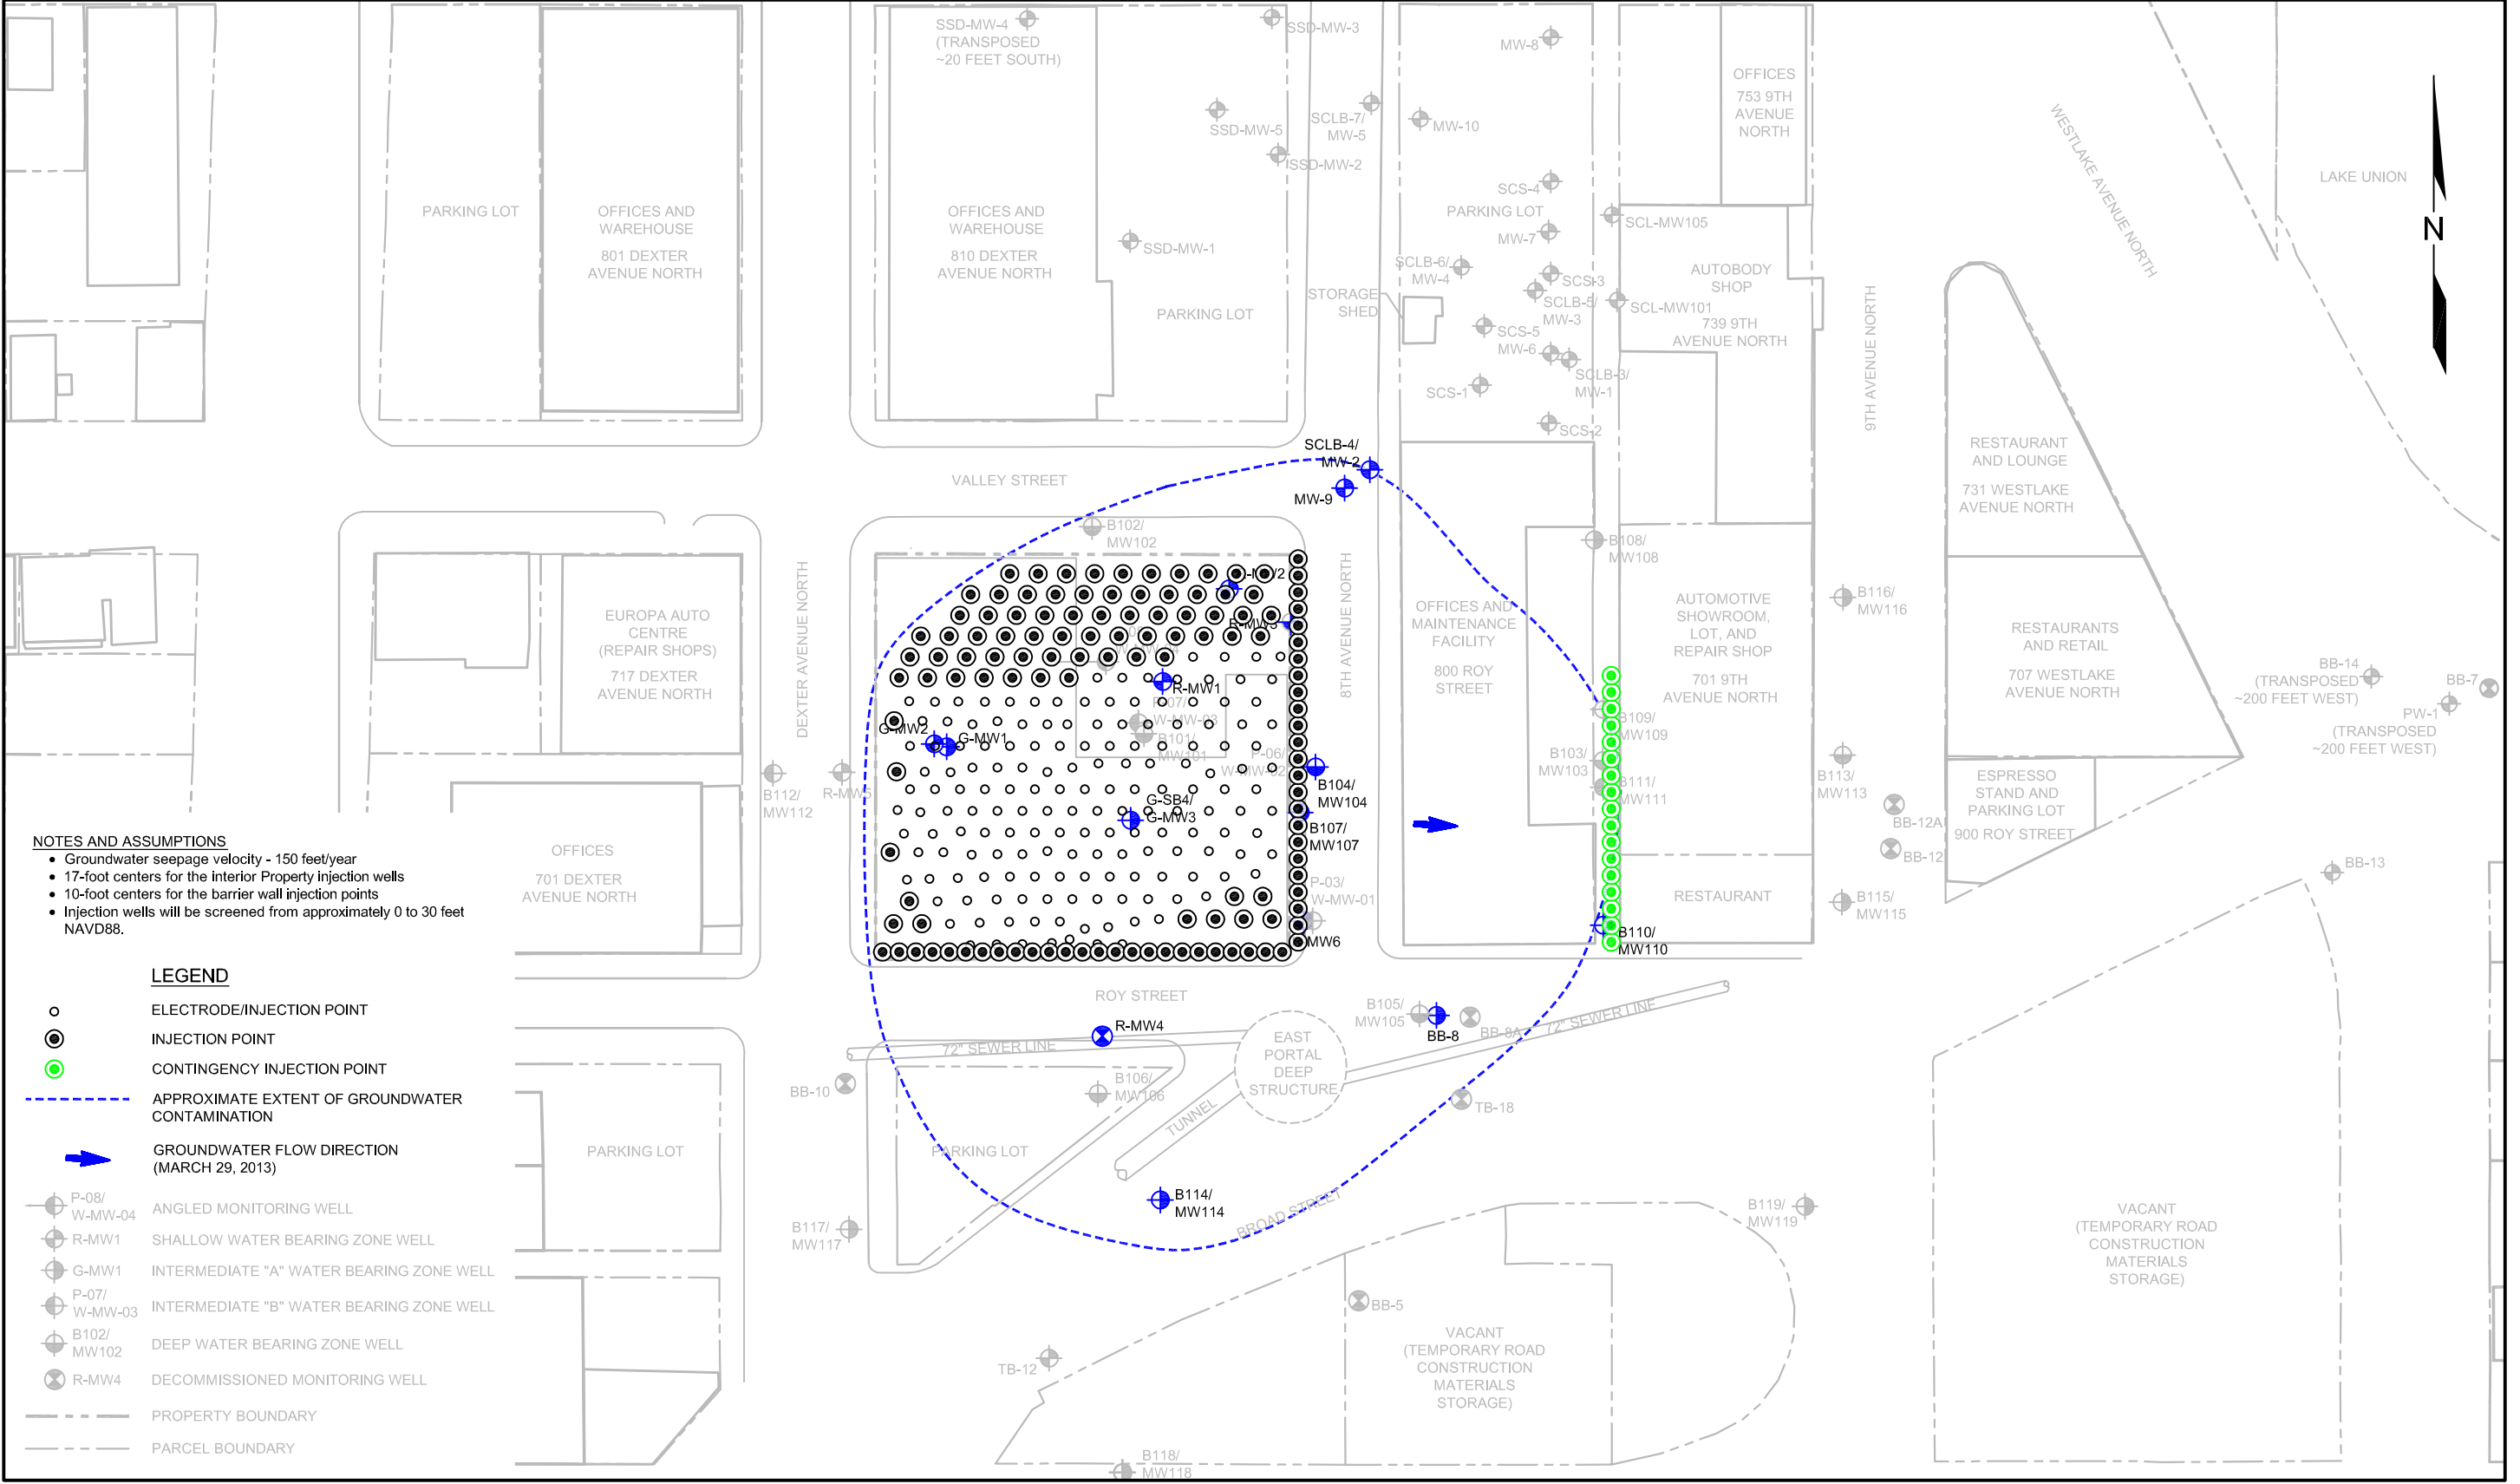 SSD-MW-4
(TRANSPOSED
~20 FEET SOUTH)
SSD-MW-3
MW-8
OFFICES
753 9TH
AVENUE
NORTH
SSD-MW-5
SCLB-7/
MW-5
MW-10
SSD-MW-2
WESTLAKE AVENUE NORTH
LAKE UNION
N
PARKING LOT
OFFICES AND
WAREHOUSE
801 DEXTER
AVENUE NORTH
OFFICES AND
WAREHOUSE
810 DEXTER
AVENUE NORTH
SSD-MW-1
PARKING LOT
SCS-4
PARKING LOT
MW-7
SCL-MW105
SCLB-6/
MW-4
SCS-3
SCLB-5/
MW-3
SCL-MW101
AUTOBODY
SHOP
739 9TH
AVENUE NORTH
STORAGE
SHED
SCS-5
MW-6
SCLB-3/
MW-1
SCS-1
SCS-2
9TH AVENUE NORTH
RESTAURANT
AND LOUNGE
731 WESTLAKE
AVENUE NORTH
SCLB-4/
MW-2
MW-9
VALLEY STREET
B102/
MW102
B108/
MW108
DEXTER AVENUE NORTH
8TH AVENUE NORTH
EUROPA AUTO
CENTRE
(REPAIR SHOPS)
717 DEXTER
AVENUE NORTH
R-MW3
W-MW-04
R-MW1
P-07/
W-MW-03
B101/
MW101
G-MW2
G-MW1
P-06/
W-MW-02
G-SB4/
G-MW3
B104/
MW104
B107/
MW107
P-03/
W-MW-01
MW6
OFFICES AND
MAINTENANCE
FACILITY
800 ROY
STREET
B109/
MW109
B103/
MW103
B111/
MW111
B110/
MW110
AUTOMOTIVE
SHOWROOM,
LOT, AND
REPAIR SHOP
701 9TH
AVENUE NORTH
RESTAURANT
B116/
MW116
B113/
MW113
B115/
MW115
RESTAURANTS
AND RETAIL
707 WESTLAKE
AVENUE NORTH
ESPRESSO
STAND AND
PARKING LOT
900 ROY STREET
BB-12A
BB-12
BB-14
(TRANSPOSED
~200 FEET WEST)
BB-7
PW-1
(TRANSPOSED
~200 FEET WEST)
BB-13
B112/
MW112
R-MW5
OFFICES
701 DEXTER
AVENUE NORTH
NOTES AND ASSUMPTIONS
• Groundwater seepage velocity - 150 feet/year
• 17-foot centers for the interior Property injection wells
• 10-foot centers for the barrier wall injection points
• Injection wells will be screened from approximately 0 to 30 feet
NAVD88.
LEGEND
ELECTRODE/INJECTION POINT
INJECTION POINT
CONTINGENCY INJECTION POINT
APPROXIMATE EXTENT OF GROUNDWATER
CONTAMINATION
GROUNDWATER FLOW DIRECTION
(MARCH 29, 2013)
P-08/
W-MW-04
ANGLED MONITORING WELL
R-MW1 SHALLOW WATER BEARING ZONE WELL
G-MW1 INTERMEDIATE "A" WATER BEARING ZONE WELL
P-07/
W-MW-03
INTERMEDIATE "B" WATER BEARING ZONE WELL
B102/
MW102
DEEP WATER BEARING ZONE WELL
R-MW4 DECOMMISSIONED MONITORING WELL
PROPERTY BOUNDARY
PARCEL BOUNDARY
ROY STREET
R-MW4
72" SEWER LINE
EAST
PORTAL
DEEP
STRUCTURE
B105/
MW105
BB-8
BB-8A
72" SEWER LINE
BB-10
B106/
MW106
TUNNEL
TB-18
PARKING LOT
PARKING LOT
B114/
MW114
BROAD STREET
B117/
MW117
B119/
MW119
BB-5
TB-12
VACANT
(TEMPORARY ROAD
CONSTRUCTION
MATERIALS
STORAGE)
VACANT
(TEMPORARY ROAD
CONSTRUCTION
MATERIALS
STORAGE)
B118/
MW118